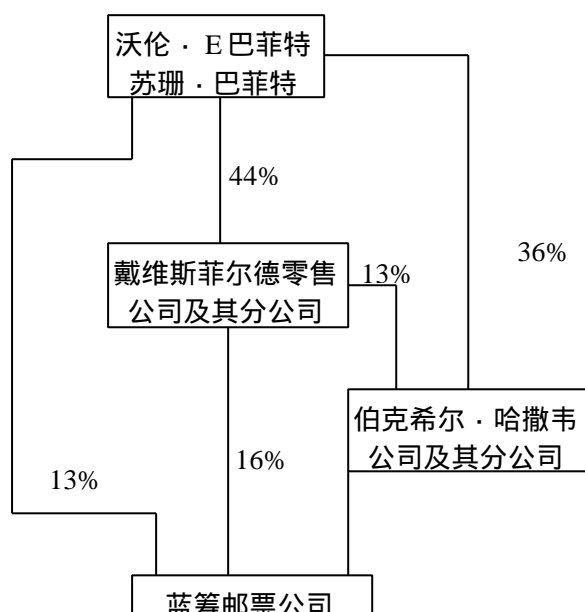 沃伦·E巴菲特
苏珊·巴菲特
44%
36%
戴维斯菲尔德零售
公司及其分公司
13%
伯克希尔·哈撒韦
公司及其分公司
16%
13%
蓝筹邮票公司